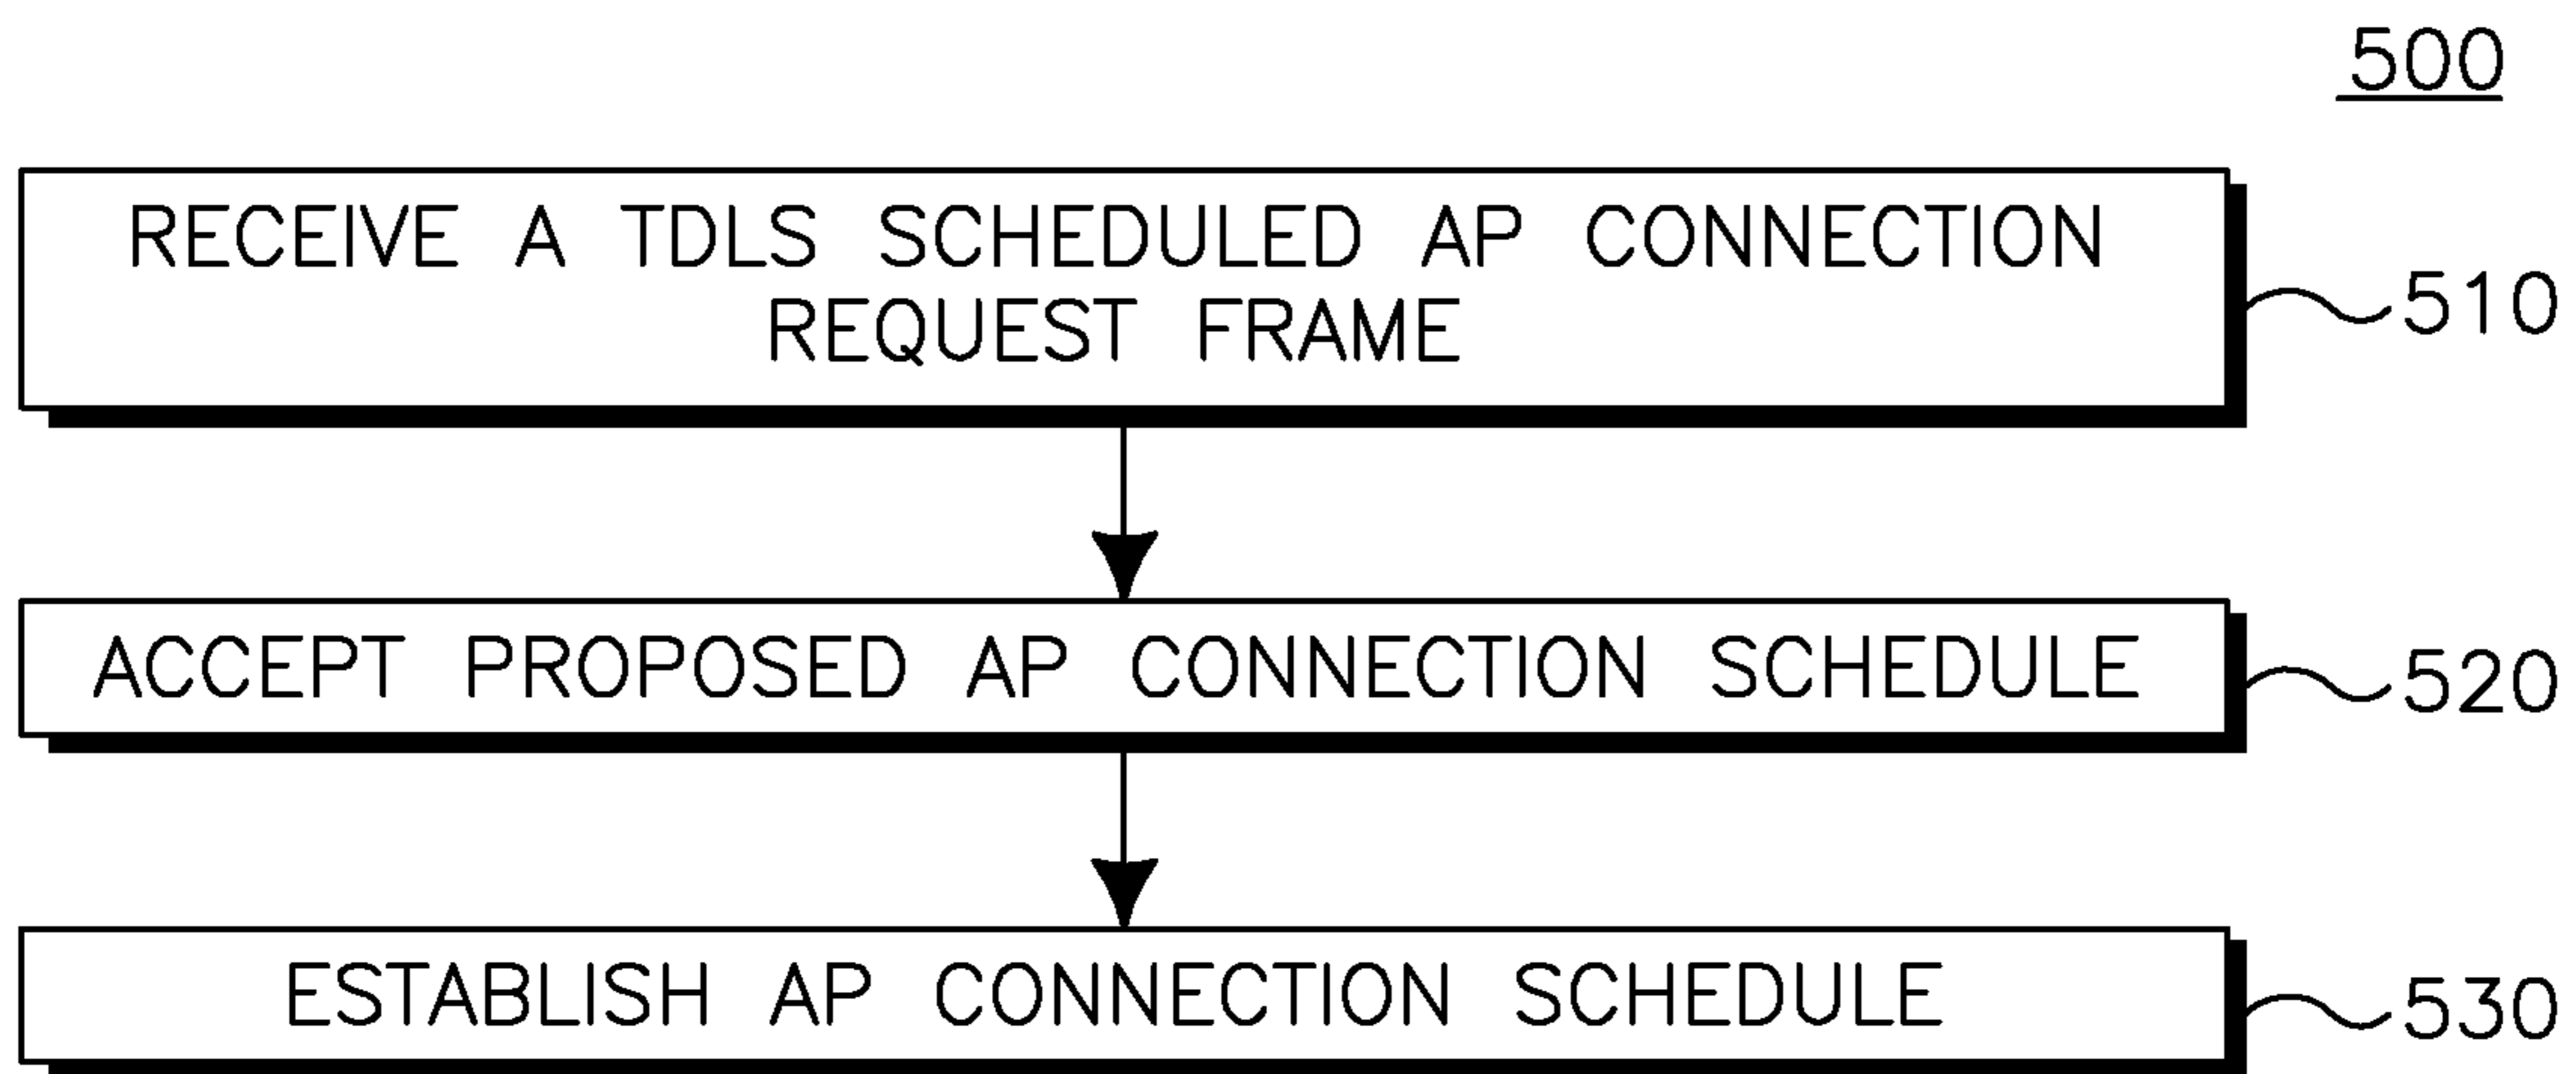 500
RECEIVE A TDLS SCHEDULED AP CONNECTION
REQUEST FRAME
510
ACCEPT PROPOSED AP CONNECTION SCHEDULE
520
ESTABLISH AP CONNECTION SCHEDULE
530